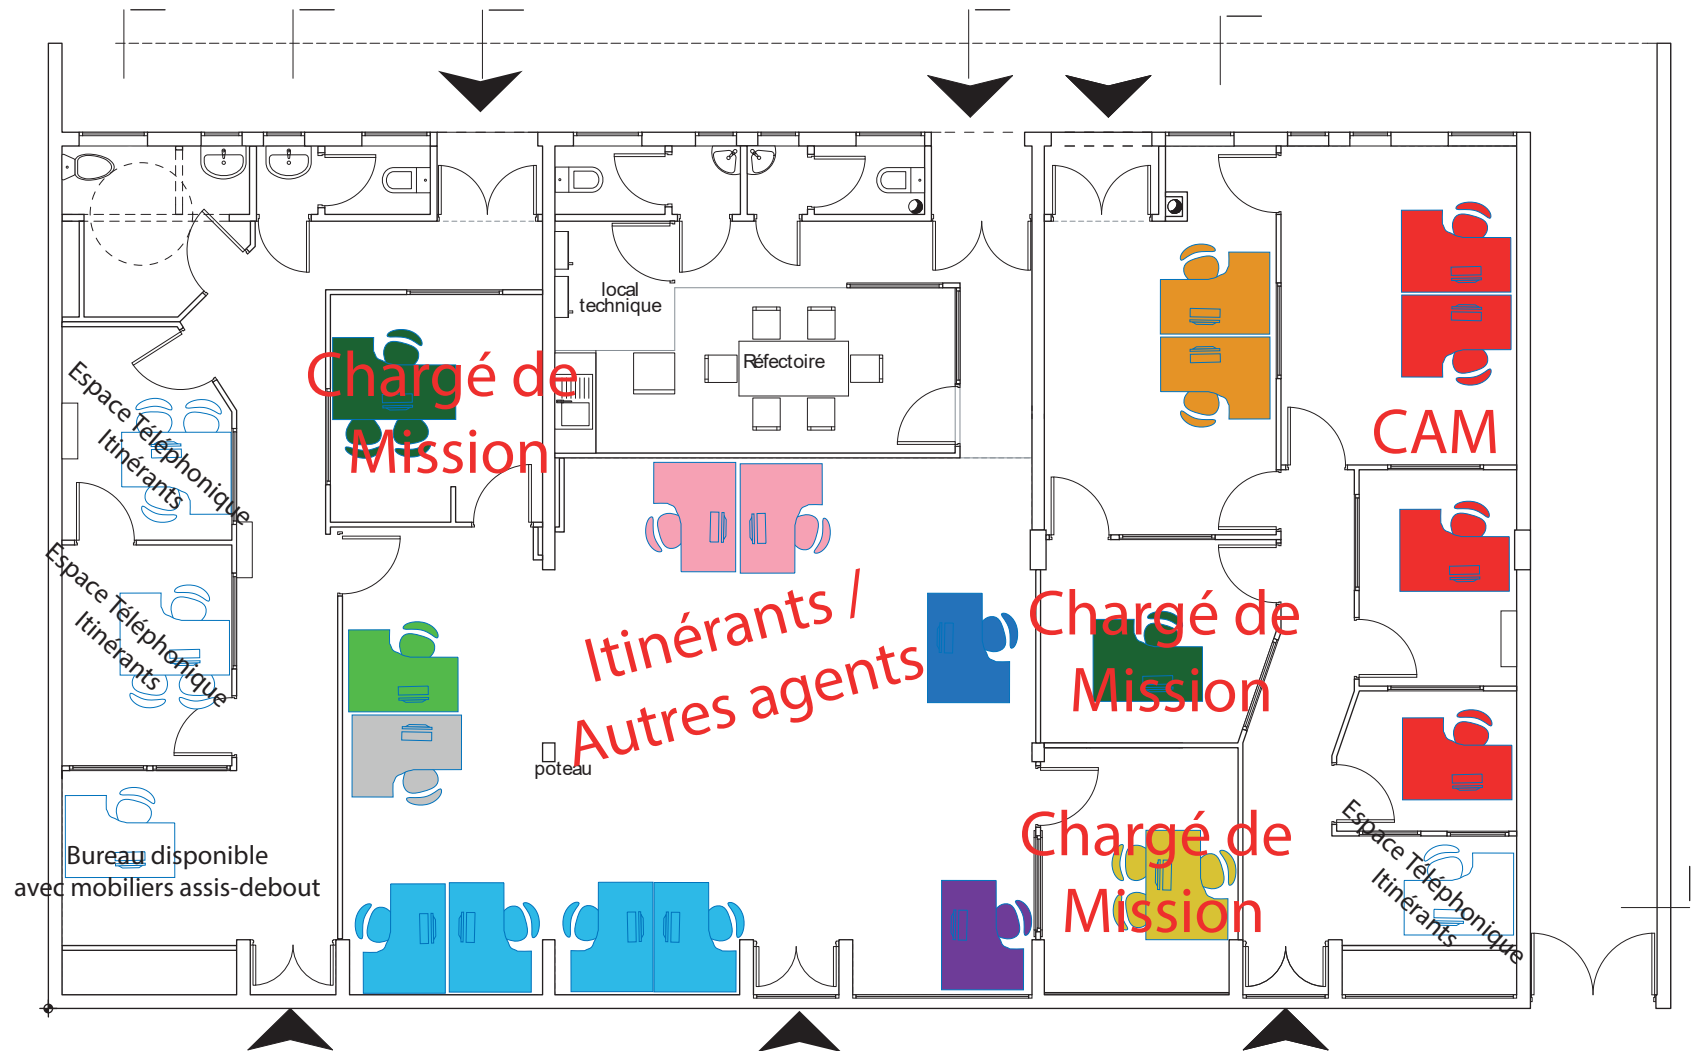 local
technique
Réfectoire
Chargé de
Mission
Espace Téléphonique
Itinérants
CAM
Espace Téléphonique
Itinérants
Itinérants /
Autres agents
Chargé de
Mission
poteau
Bureau disponible
avec mobiliers assis-debout
Chargé de
Mission
Espace Téléphonique
Itinérants